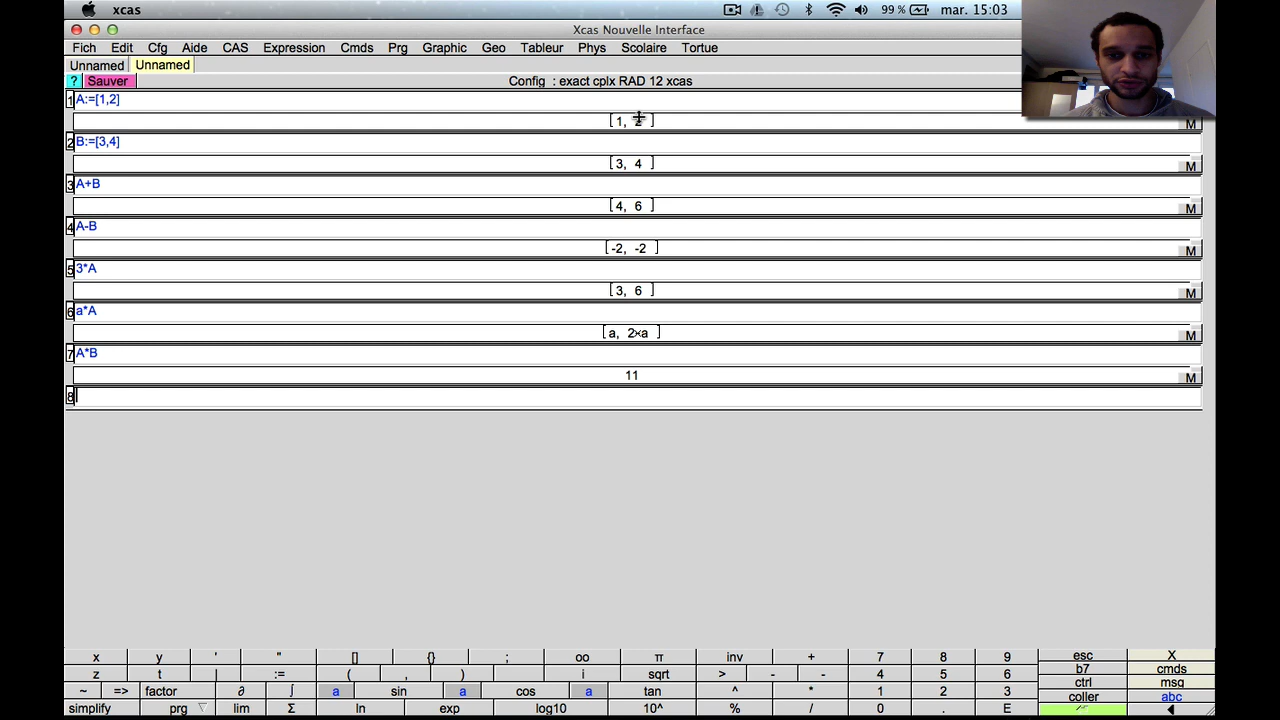 xcas 99 % mar. 15:03
Xcas Nouvelle Interface
Fich Edit Cfg Aide CAS Expression Cmds Prg Graphic Geo Tableur Phys Scolaire Tortue
Unnamed Unnamed
? Sauver Config : exact cplx RAD 12 xcas
1 A:=[1,2]
[ 1, 2 ] M
2 B:=[3,4]
[ 3, 4 ] M
3 A+B
[ 4, 6 ] M
4 A-B
[ -2, -2 ] M
5 3*A
[ 3, 6 ] M
6 a*A
[ a, 2×a ] M
7 A*B
11 M
8
x y ' " [] {} ; oo π inv + 7 8 9 esc X
z t | := ( , ) i sqrt > - - 4 5 6 b7 cmds
~ => factor ∂ ∫ a sin a cos a tan ^ * 1 2 3 ctrl msg
simplify prg lim Σ ln exp log10 10^ % / 0 . E coller abc